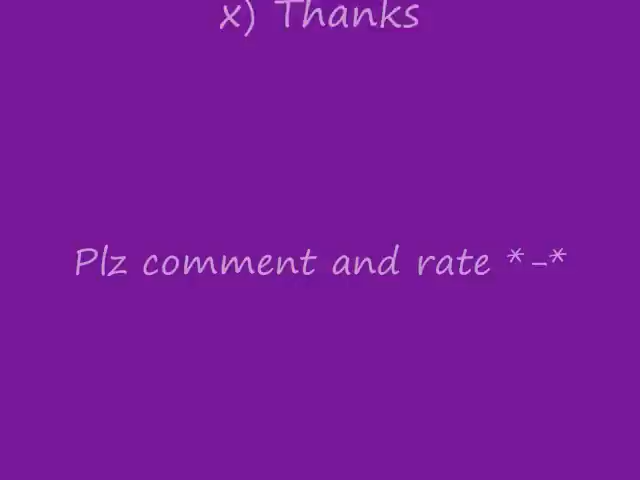 x) Thanks
Plz comment and rate *-*